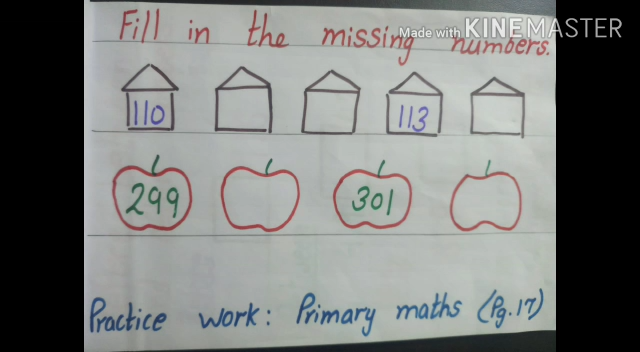 Made with KINEMASTER
Fill in the missing numbers.
110 113
299 301
Practice work: Primary maths (Pg.17)